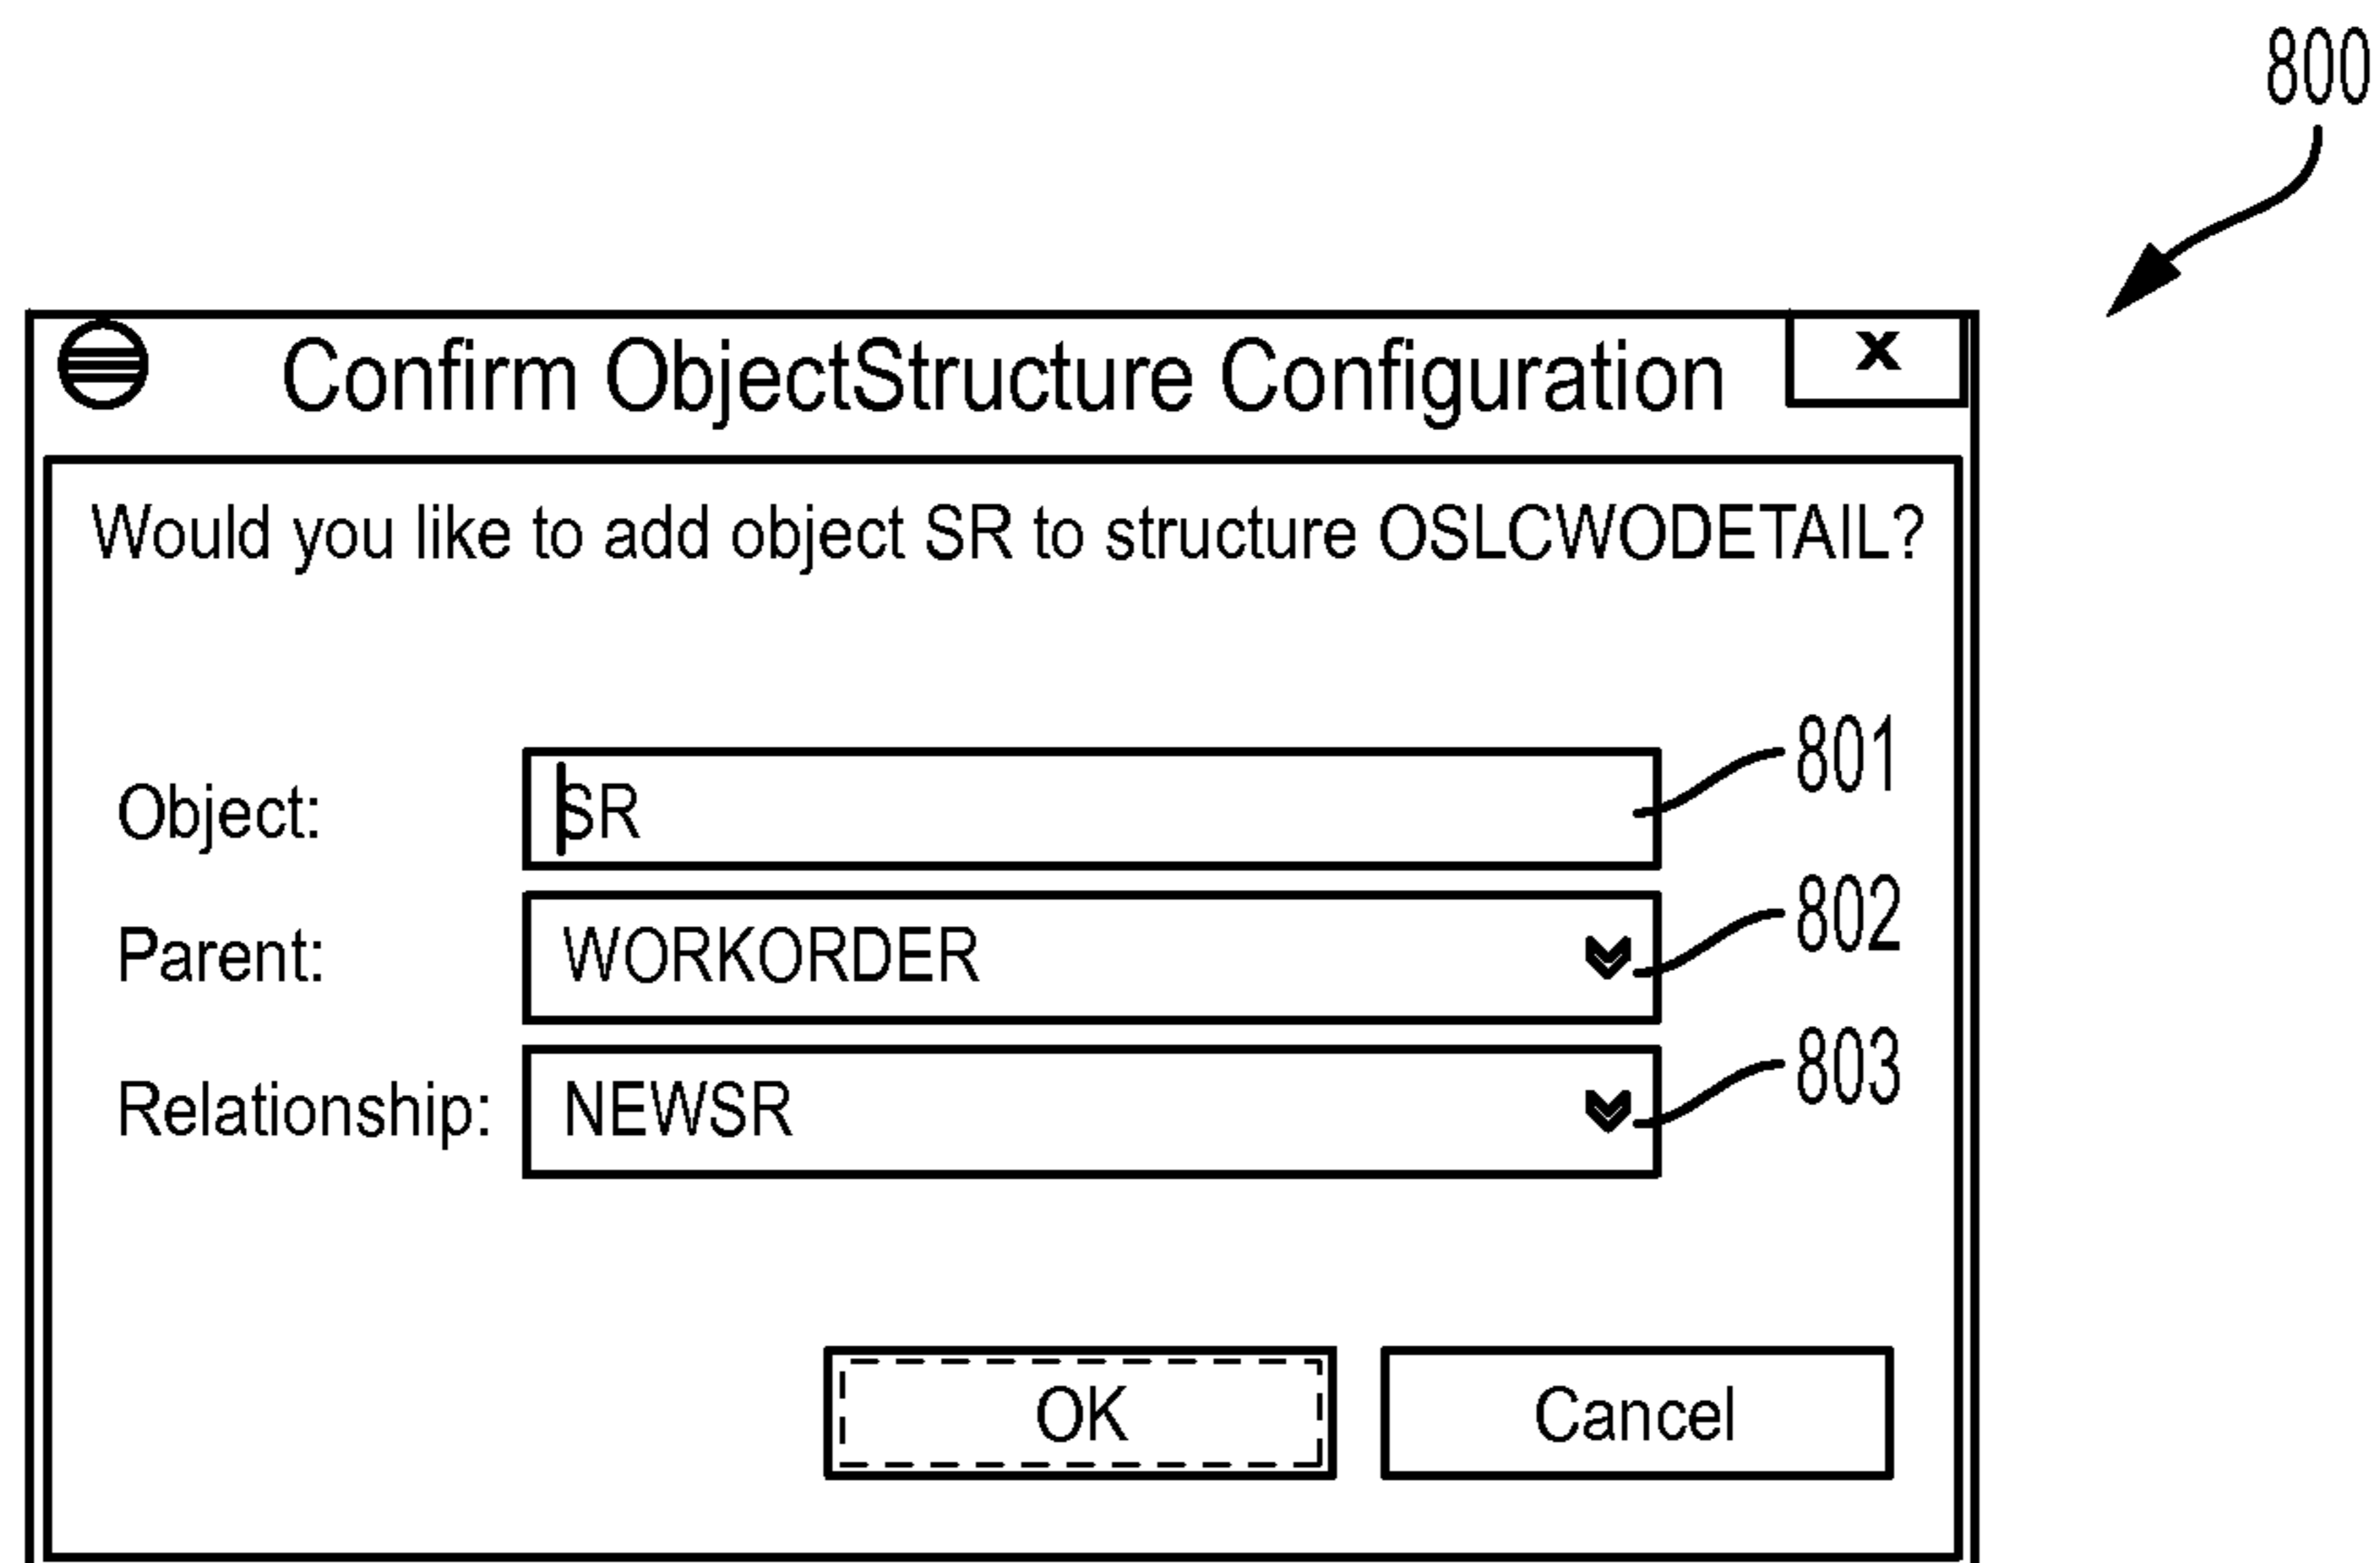 800
Confirm ObjectStructure Configuration x
Would you like to add object SR to structure OSLCWODETAIL?
Object: SR 801
Parent: WORKORDER 802
Relationship: NEWSR 803
OK Cancel